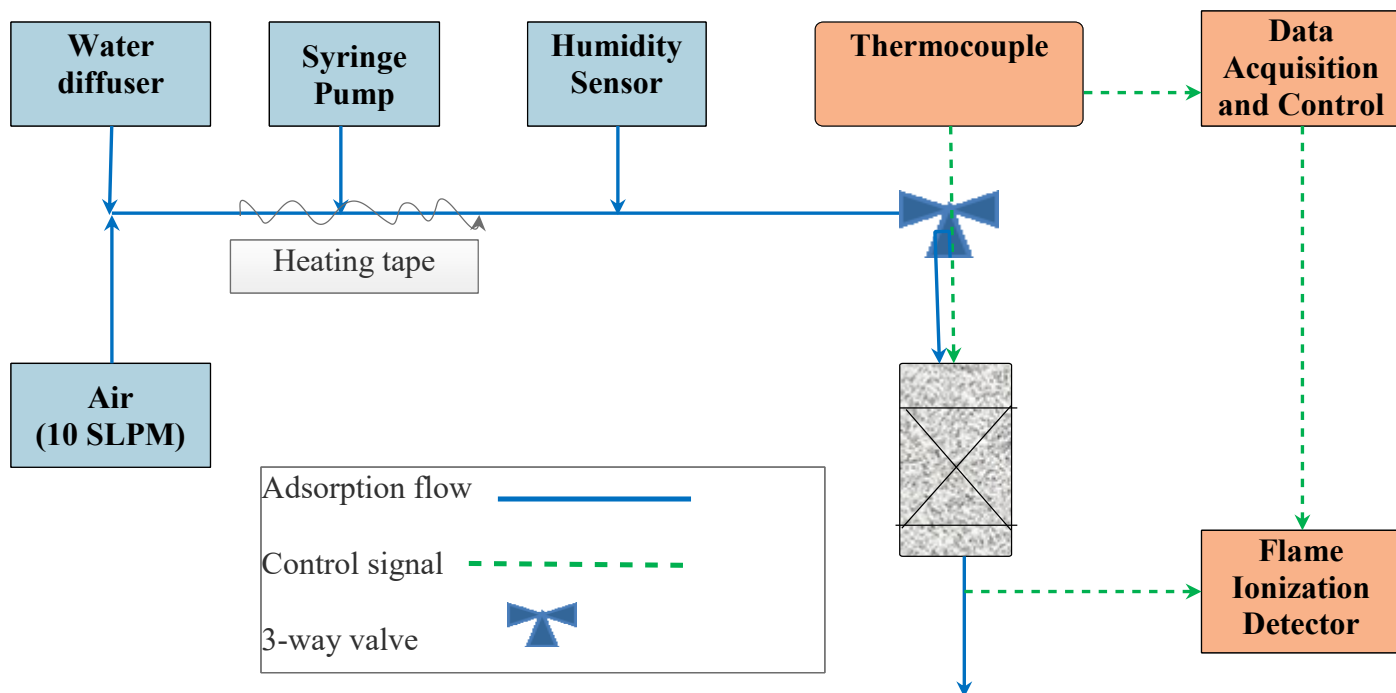 Water
diffuser
Syringe
Pump
Humidity
Sensor
Thermocouple
Data
Acquisition
and Control
Heating tape
Air
(10 SLPM)
Adsorption flow
Control signal
3-way valve
Flame
Ionization
Detector